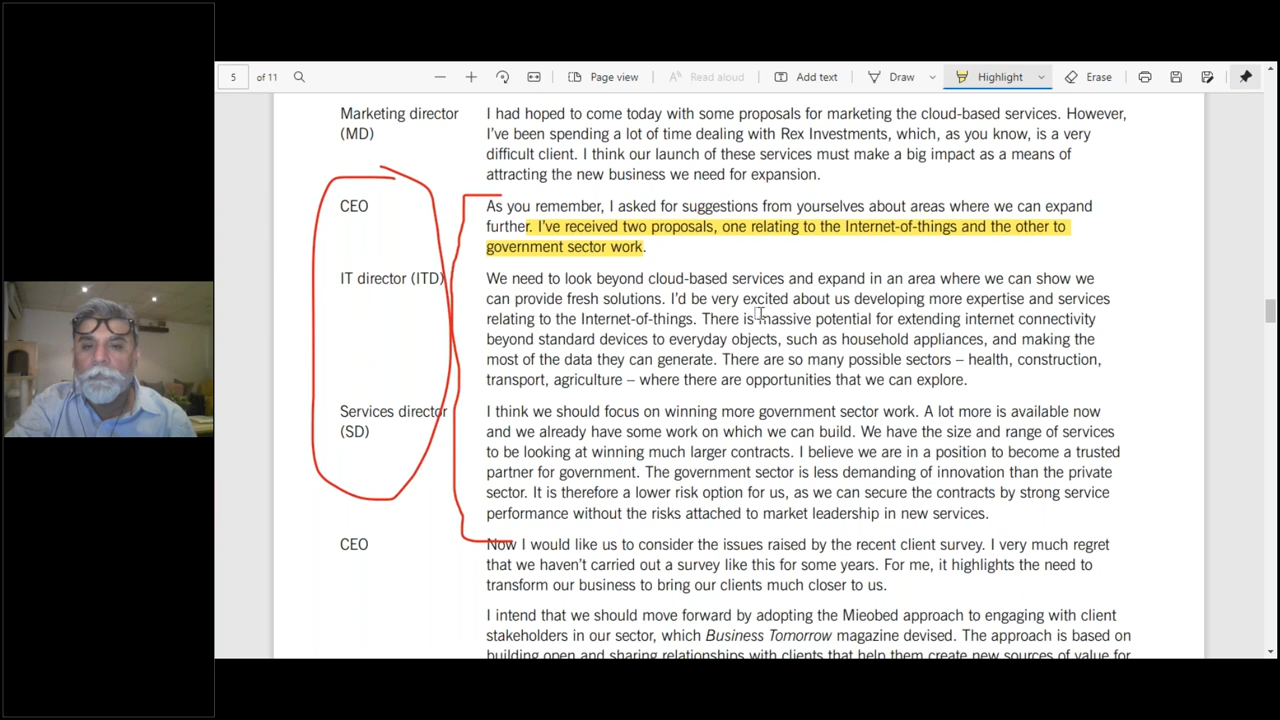 5 of 11 Page view Read aloud Add text Draw Highlight Erase
Marketing director I had hoped to come today with some proposals for marketing the cloud-based services. However,
(MD) I’ve been spending a lot of time dealing with Rex Investments, which, as you know, is a very
difficult client. I think our launch of these services must make a big impact as a means of
attracting the new business we need for expansion.
CEO As you remember, I asked for suggestions from yourselves about areas where we can expand
further. I’ve received two proposals, one relating to the Internet-of-things and the other to
government sector work.
IT director (ITD) We need to look beyond cloud-based services and expand in an area where we can show we
can provide fresh solutions. I’d be very excited about us developing more expertise and services
relating to the Internet-of-things. There is massive potential for extending internet connectivity
beyond standard devices to everyday objects, such as household appliances, and making the
most of the data they can generate. There are so many possible sectors – health, construction,
transport, agriculture – where there are opportunities that we can explore.
Services director I think we should focus on winning more government sector work. A lot more is available now
(SD) and we already have some work on which we can build. We have the size and range of services
to be looking at winning much larger contracts. I believe we are in a position to become a trusted
partner for government. The government sector is less demanding of innovation than the private
sector. It is therefore a lower risk option for us, as we can secure the contracts by strong service
performance without the risks attached to market leadership in new services.
CEO Now I would like us to consider the issues raised by the recent client survey. I very much regret
that we haven’t carried out a survey like this for some years. For me, it highlights the need to
transform our business to bring our clients much closer to us.
I intend that we should move forward by adopting the Mieobed approach to engaging with client
stakeholders in our sector, which Business Tomorrow magazine devised. The approach is based on
building open and sharing relationships with clients that help them create new sources of value for